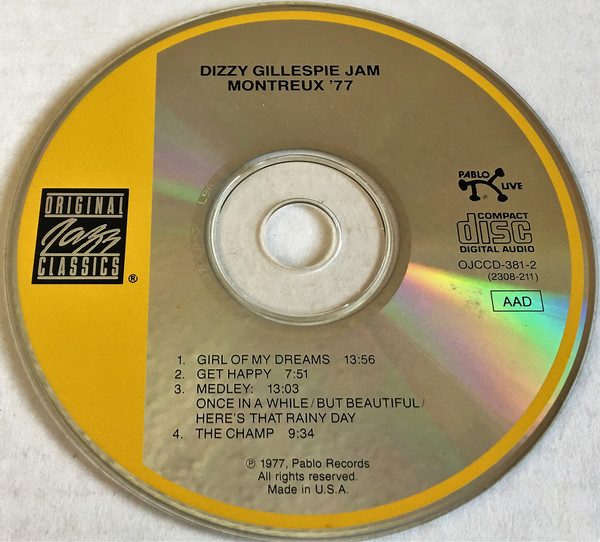 DIZZY GILLESPIE JAM
MONTREUX '77
ORIGINAL
Jazz
CLASSICS
®
PABLO
LIVE
COMPACT
disc
DIGITAL AUDIO
OJCCD-381-2
(2308-211)
AAD
1. GIRL OF MY DREAMS 13:56
2. GET HAPPY 7:51
3. MEDLEY: 13:03
ONCE IN A WHILE/BUT BEAUTIFUL/
HERE'S THAT RAINY DAY
4. THE CHAMP 9:34
℗ 1977, Pablo Records
All rights reserved.
Made in U.S.A.